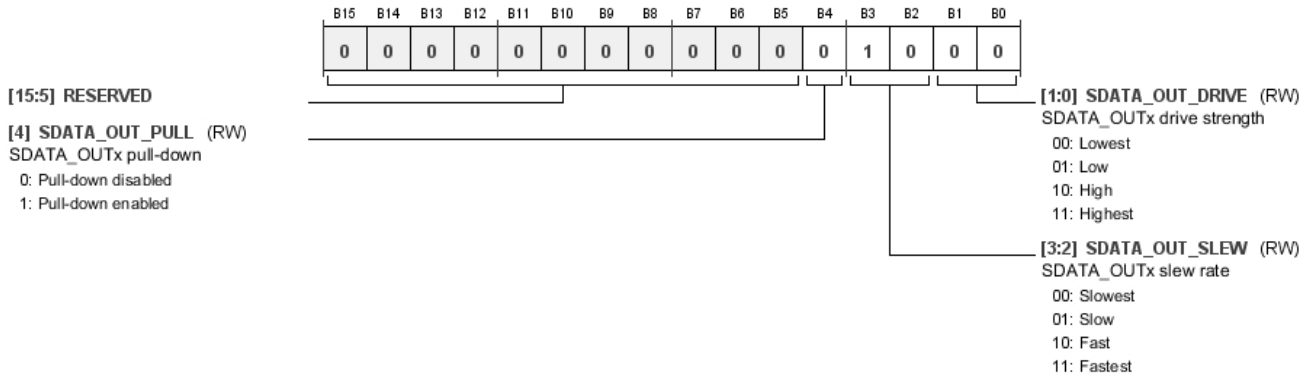 B15 B14 B13 B12 B11 B10 B9 B8 B7 B6 B5 B4 B3 B2 B1 B0
0 0 0 0 0 0 0 0 0 0 0 0 1 0 0 0
[15:5] RESERVED
[4] SDATA_OUT_PULL (RW)
SDATA_OUTx pull-down
0: Pull-down disabled
1: Pull-down enabled
[1:0] SDATA_OUT_DRIVE (RW)
SDATA_OUTx drive strength
00: Lowest
01: Low
10: High
11: Highest
[3:2] SDATA_OUT_SLEW (RW)
SDATA_OUTx slew rate
00: Slowest
01: Slow
10: Fast
11: Fastest